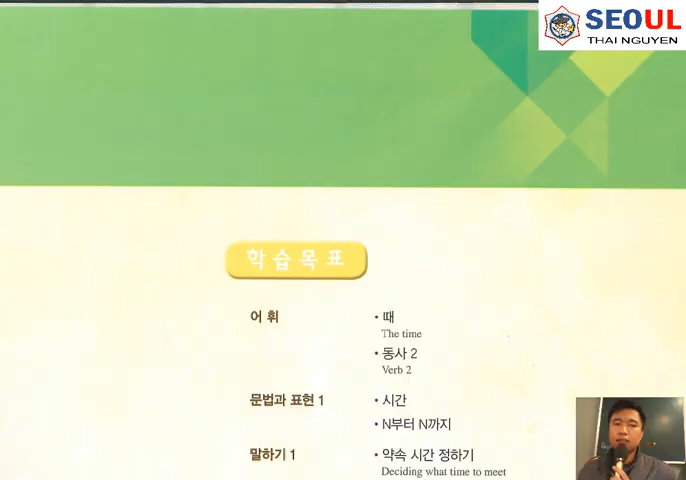 SEOUL
THAI NGUYEN
학습목표
어휘
• 때
The time
• 동사 2
Verb 2
문법과 표현 1
• 시간
• N부터 N까지
말하기 1
• 약속 시간 정하기
Deciding what time to meet